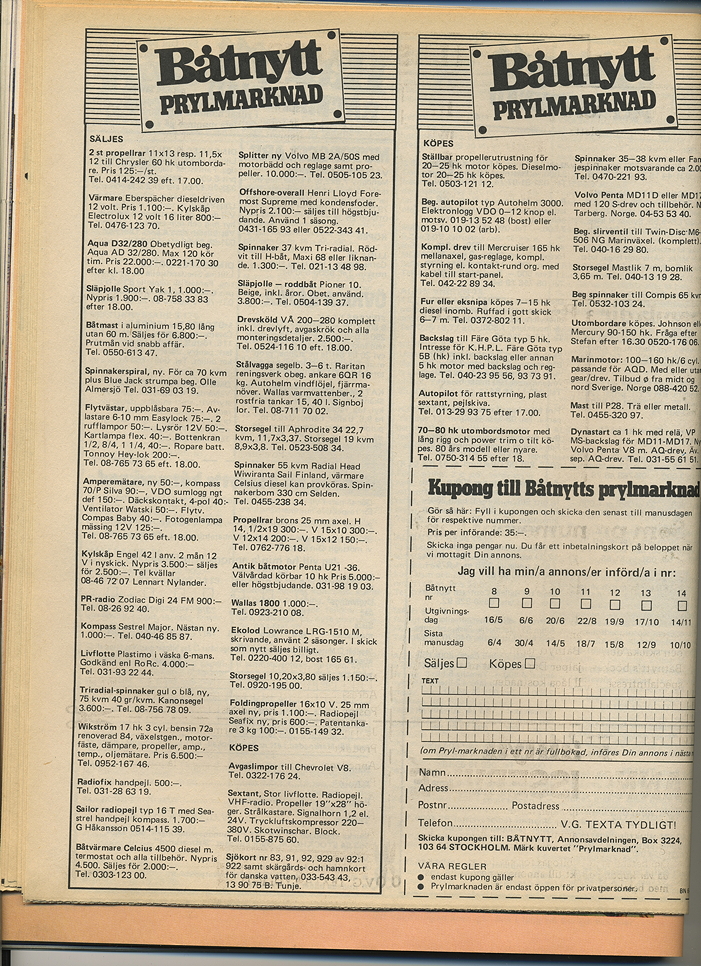 Båtnytt
PRYLMARKNAD
SÄLJES
2 st propellrar 11x13 resp. 11,5x
12 till Chrysler 60 hk utomborda-
re. Pris 125:–/st.
Tel. 0414-242 39 eft. 17.00.
Värmare Eberspächer dieseldriven
12 volt. Pris 1.100:–. Kylskåp
Electrolux 12 volt 16 liter 800:–
Tel. 0476-123 70.
Aqua D32/280 Obetydligt beg.
Aqua AD 32/280. Max 120 kör
tim. Pris 22.000:–. 0221-170 30
efter kl. 18.00
Släpjolle Sport Yak 1, 1.000:–.
Nypris 1.900:–. 08-758 33 83
efter 18.00.
Båtmast i aluminium 15,80 lång
utan 60 m. Säljes för 6.800:–.
Prutmån vid snabb affär.
Tel. 0550-613 47.
Spinnakerspiral, ny. För ca 70 kvm
plus Blue Jack strumpa beg. Olle
Almersjö Tel. 031-69 03 19.
Flytvästar, uppblåsbara 75:–. Av-
lastare 6-10 mm Easylock 75:–, 2
rufflampor 50:–. Lysrör 12V 50:–.
Kartlampa flex. 40:–. Bottenkran
1/2, 8/4, 1 1/4, 40:–. Ropare batt.
Tonnoy Hey-lok 200:–.
Tel. 08-765 73 65 eft. 18.00.
Amperemätare, ny 50:–, kompass
70/P Silva 90:–, VDO sumlogg ngt
def 150:–. Däckskontakt, 4-pol 40:-
Ventilator Watski 50:–. Flytv.
Compas Baby 40:–. Fotogenlampa
mässing 12V 125:–.
Tel. 08-765 73 65 eft. 18.00.
Kylskåp Engel 42 l anv. 2 mån 12
V i nyskick. Nypris 3.500:– säljes
för 2.500:–. Tel kvällar
08-46 72 07 Lennart Nylander.
PR-radio Zodiac Digi 24 FM 900:–
Tel. 08-26 92 40.
Kompass Sestrel Major. Nästan ny.
1.000:–. Tel. 040-46 85 87.
Livflotte Plastimo i väska 6-mans.
Godkänd enl RoRc. 4.000:–
Tel. 031-93 22 44.
Triradial-spinnaker gul o blå, ny,
75 kvm 40 gr/kvm. Kanonsegel
3.600:–. Tel. 08-756 78 09.
Wikström 17 hk 3 cyl. bensin 72a
renoverad 84, växelstgen., motor-
fäste, dämpare, propeller, amp.,
temp., oljemätare. Pris 6.500:–
Tel. 0952-167 46.
Radiofix handpejl. 500:–.
Tel. 031-28 63 19.
Sailor radiopejl typ 16 T med Sea-
strel handpejl kompass. 1.700:–
G Håkansson 0514-115 39.
Båtvärmare Celcius 4500 diesel m.
termostat och alla tillbehör. Nypris
4.500. Säljes för 2.000:–.
Tel. 0303-123 00.
Splitter ny Volvo MB 2A/50S med
motorbädd och reglage samt pro-
peller. 10.000:–. Tel. 0505-105 23.
Offshore-overall Henri Lloyd Fore-
most Supreme med kondensfoder.
Nypris 2.100:– säljes till högstbju-
dande. Använd 1 säsong.
0431-165 93 eller 0522-343 41.
Spinnaker 37 kvm Tri-radial. Röd-
vit till H-båt, Maxi 68 eller liknan-
de. 1.300:–. Tel. 021-13 48 98.
Släpjolle – roddbåt Pioner 10.
Beige, inkl. åror. Obet. använd.
3.800:–. Tel. 0504-139 37.
Drevsköld VÅ 200–280 komplett
inkl. drevlyft, avgaskrök och alla
monteringsdetaljer. 2.500:–.
Tel. 0524-116 10 eft. 18.00.
Stålvagga segelb. 3–6 t. Raritan
reningsverk obeg. ankare 6QR 16
kg. Autohelm vindflöjel, fjärrma-
növer. Wallas varmvattenber., 2
rostfria tankar 15, 40 l. Signboj
lor. Tel. 08-711 70 02.
Storsegel till Aphrodite 34 22,7
kvm, 11,7x3,37. Storsegel 19 kvm
8,9x3,8. Tel. 0523-508 34.
Spinnaker 55 kvm Radial Head
Wiwiranta Sail Finland, värmare
Celsius diesel kan provköras. Spin-
nakerbom 330 cm Selden.
Tel. 0455-238 34.
Propellrar brons 25 mm axel. H
14, 1/2x19 300:–. V 15x10 300:–.
V 12x14 200:–. V 15x12 150:–.
Tel. 0762-776 18.
Antik båtmotor Penta U21 -36.
Välvårdad körbar 10 hk Pris 5.000:–
eller högstbjudande. 031-98 19 03.
Wallas 1800 1.000:–.
Tel. 0923-210 08.
Ekolod Lowrance LRG-1510 M,
skrivande, använt 2 säsonger. I skick
som nytt säljes billigt.
Tel. 0220-400 12, bost 165 61.
Storsegel 10,20x3,80 säljes 1.150:–.
Tel. 0920-195 00.
Foldingpropeller 16x10 V. 25 mm
axel ny, pris 1.100:–. Radiopejl
Seafix ny, pris 600:–. Patentanka-
re 3 kg 100:–. 0155-149 32.
KÖPES
Avgaslimpor till Chevrolet V8.
Tel. 0322-176 24.
Sextant, Stor livflotte. Radiopejl.
VHF-radio. Propeller 19"x28" hö-
ger. Strålkastare. Signalhorn 1,2 el.
24V. Tryckluftskompressor. 220–
380V. Skotwinschar. Block.
Tel. 0155-875 60.
Sjökort nr 83, 91, 92, 929 av 92:1
922 samt skärgårds- och hamnkort
för danska vatten, 033-543 43,
13 90 75 B. Tunje.
Båtnytt
PRYLMARKNAD
KÖPES
Ställbar propellerutrustning för
20–25 hk motor köpes. Dieselmo-
tor 20–25 hk köpes.
Tel. 0503-121 12.
Beg. autopilot typ Autohelm 3000.
Elektronlogg VDO 0–12 knop el.
motsv. 019-13 52 48 (bost) eller
019-10 10 02 (arb).
Kompl. drev till Mercruiser 165 hk
mellanaxel, gas-reglage, kompl.
styrning el. kontakt-rund org. med
kabel till start-panel.
Tel. 042-22 89 34.
Fur eller eksnipa köpes 7–15 hk
diesel inomb. Ruffad i gott skick
6–7 m. Tel. 0372-802 11.
Backslag till Färe Göta typ 5 hk.
Intresse för K.H.P.L. Färe Göta typ
5B (hk) inkl. backslag eller annan
5 hk motor med backslag och reg-
lage. Tel. 040-23 95 56, 93 73 91.
Autopilot för rattstyrning, plast
sextant, pejlskiva.
Tel. 013-29 93 75 efter 17.00.
70–80 hk utombordsmotor med
lång rigg och power trim o tilt kö-
pes. 80 års modell eller nyare.
Tel. 0750-314 55 efter 18.
Spinnaker 35–38 kvm eller Fan
jespinnaker motsvarande ca 2.00
Tel. 0470-221 93.
Volvo Penta MD11D eller MD17
med 120 S-drev och tillbehör. N
Tarberg. Norge. 04-53 53 40.
Beg. slirventil till Twin-Disc M6-
506 NG Marinväxel. (komplett).
Tel. 040-16 29 80.
Storsegel Mastlik 7 m, bomlik
3,65 m. Tel. 040-13 19 28.
Beg spinnaker till Compis 65 kvm
Tel. 0532-103 24.
Utombordare köpes. Johnson elle
Mercury 90-150 hk. Fråga efter
Stefan efter 16.30 0520-176 06.
Marinmotor: 100–160 hk/6 cyl.
passande för AQD. Med eller utan
gear/drev. Tilbud ø fra midt og
nord Sverige. Norge 088-420 52.
Mast till P28. Trä eller metall.
Tel. 0455-320 97.
Dynastart ca 1 hk med relä, VP
MS-backslag för MD11-MD17. Ny
Volvo Penta V8 m. AQ-drev, Av.
sep. AQ-drev. Tel. 031-55 61 51.
Kupong till Båtnytts prylmarknad
Gör så här: Fyll i kupongen och skicka den senast till manusdagen
för respektive nummer.
Pris per införande: 35:–.
Skicka inga pengar nu. Du får ett inbetalningskort på beloppet när
vi mottagit Din annons.
Jag vill ha min/a annons/er införd/a i nr:
Båtnytt nr 8 9 10 11 12 13 14
Utgivnings-
dag 16/5 6/6 20/6 22/8 19/9 17/10 14/11
Sista
manusdag 6/4 30/4 14/5 18/7 15/8 12/9 10/10
Säljes Köpes
TEXT
(om Pryl-marknaden i ett nr är fullbokad, införes Din annons i nästa
Namn
Adress
Postnr Postadress
Telefon V.G. TEXTA TYDLIGT!
Skicka kupongen till: BÅTNYTT, Annonsavdelningen, Box 3224,
103 64 STOCKHOLM. Märk kuvertet "Prylmarknad".
VÅRA REGLER
● endast kupong gäller
● Prylmarknaden är endast öppen för privatpersoner.